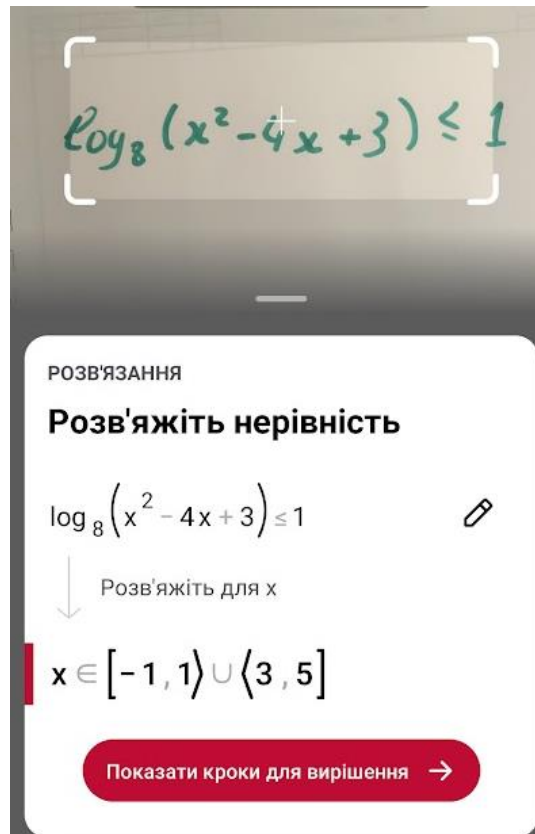 log₈ (x² - 4x + 3) ≤ 1
РОЗВ'ЯЗАННЯ
Розв'яжіть нерівність
log₈(x² - 4x + 3) ≤ 1
Розв'яжіть для x
x ∈ [-1, 1⟩ ∪ ⟨3, 5]
Показати кроки для вирішення →